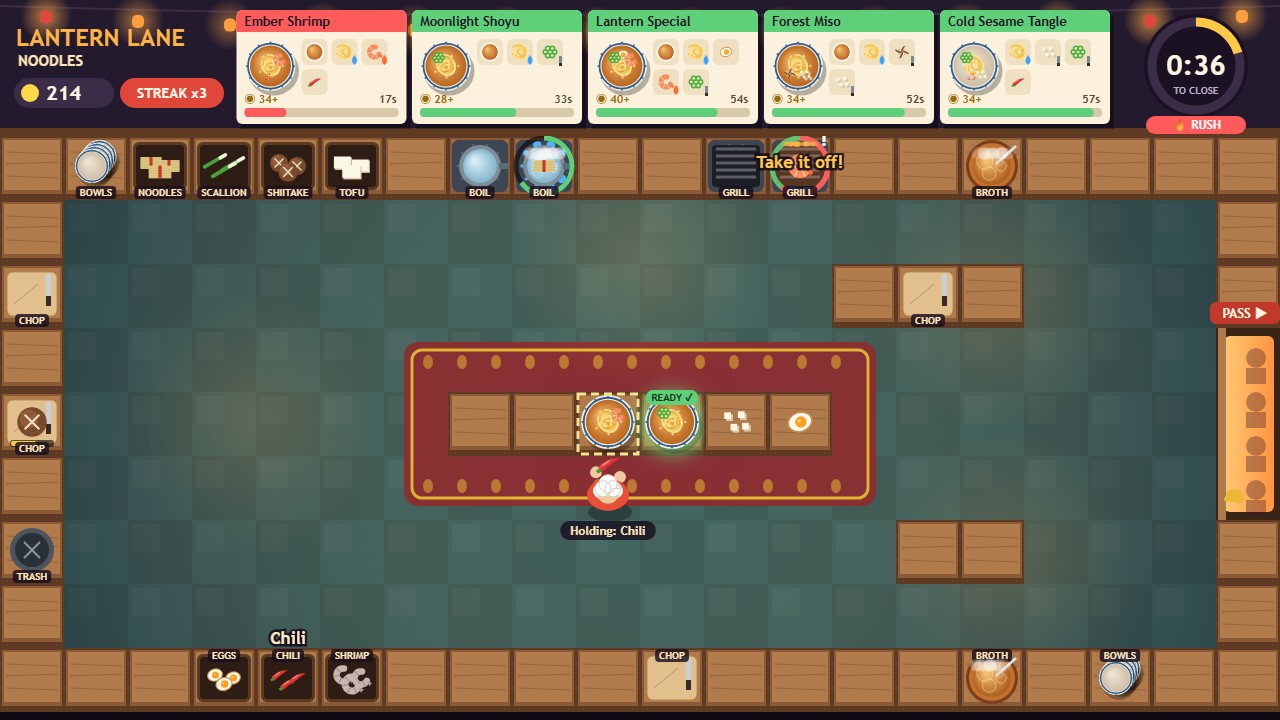 LANTERN LANE
NOODLES
214
STREAK x3
Ember Shrimp
34+
17s
Moonlight Shoyu
28+
33s
Lantern Special
40+
54s
Forest Miso
34+
52s
Cold Sesame Tangle
34+
57s
0:36
TO CLOSE
RUSH
BOWLS
NOODLES
SCALLION
SHIITAKE
TOFU
BOIL
BOIL
GRILL
Take it off!
GRILL
BROTH
CHOP
CHOP
PASS
CHOP
READY ✓
Holding: Chili
TRASH
Chili
EGGS
CHILI
SHRIMP
CHOP
BROTH
BOWLS